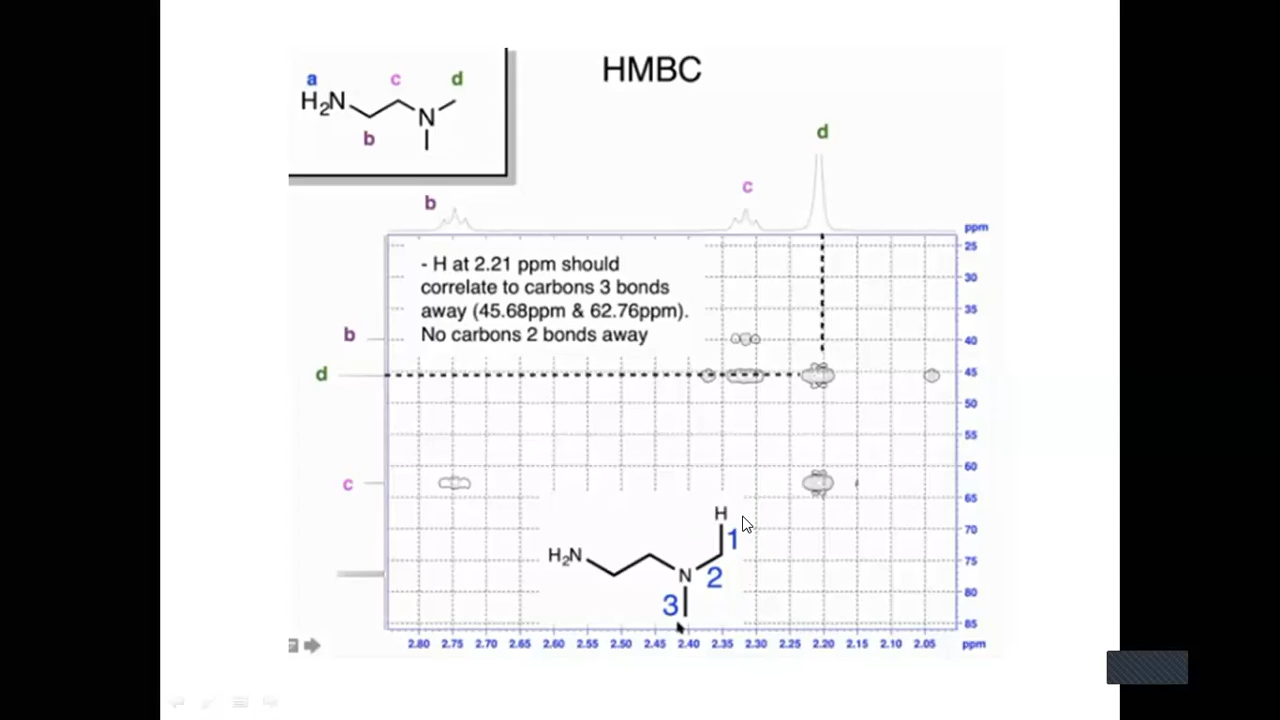 HMBC
a
c
d
H2N
N
b
d
c
b
ppm
- H at 2.21 ppm should
correlate to carbons 3 bonds
away (45.68ppm & 62.76ppm).
No carbons 2 bonds away
25
30
35
b
40
d
45
50
55
60
c
65
H
70
1
H2N
75
N
2
3
80
85
2.80 2.75 2.70 2.65 2.60 2.55 2.50 2.45 2.40 2.35 2.30 2.25 2.20 2.15 2.10 2.05 ppm